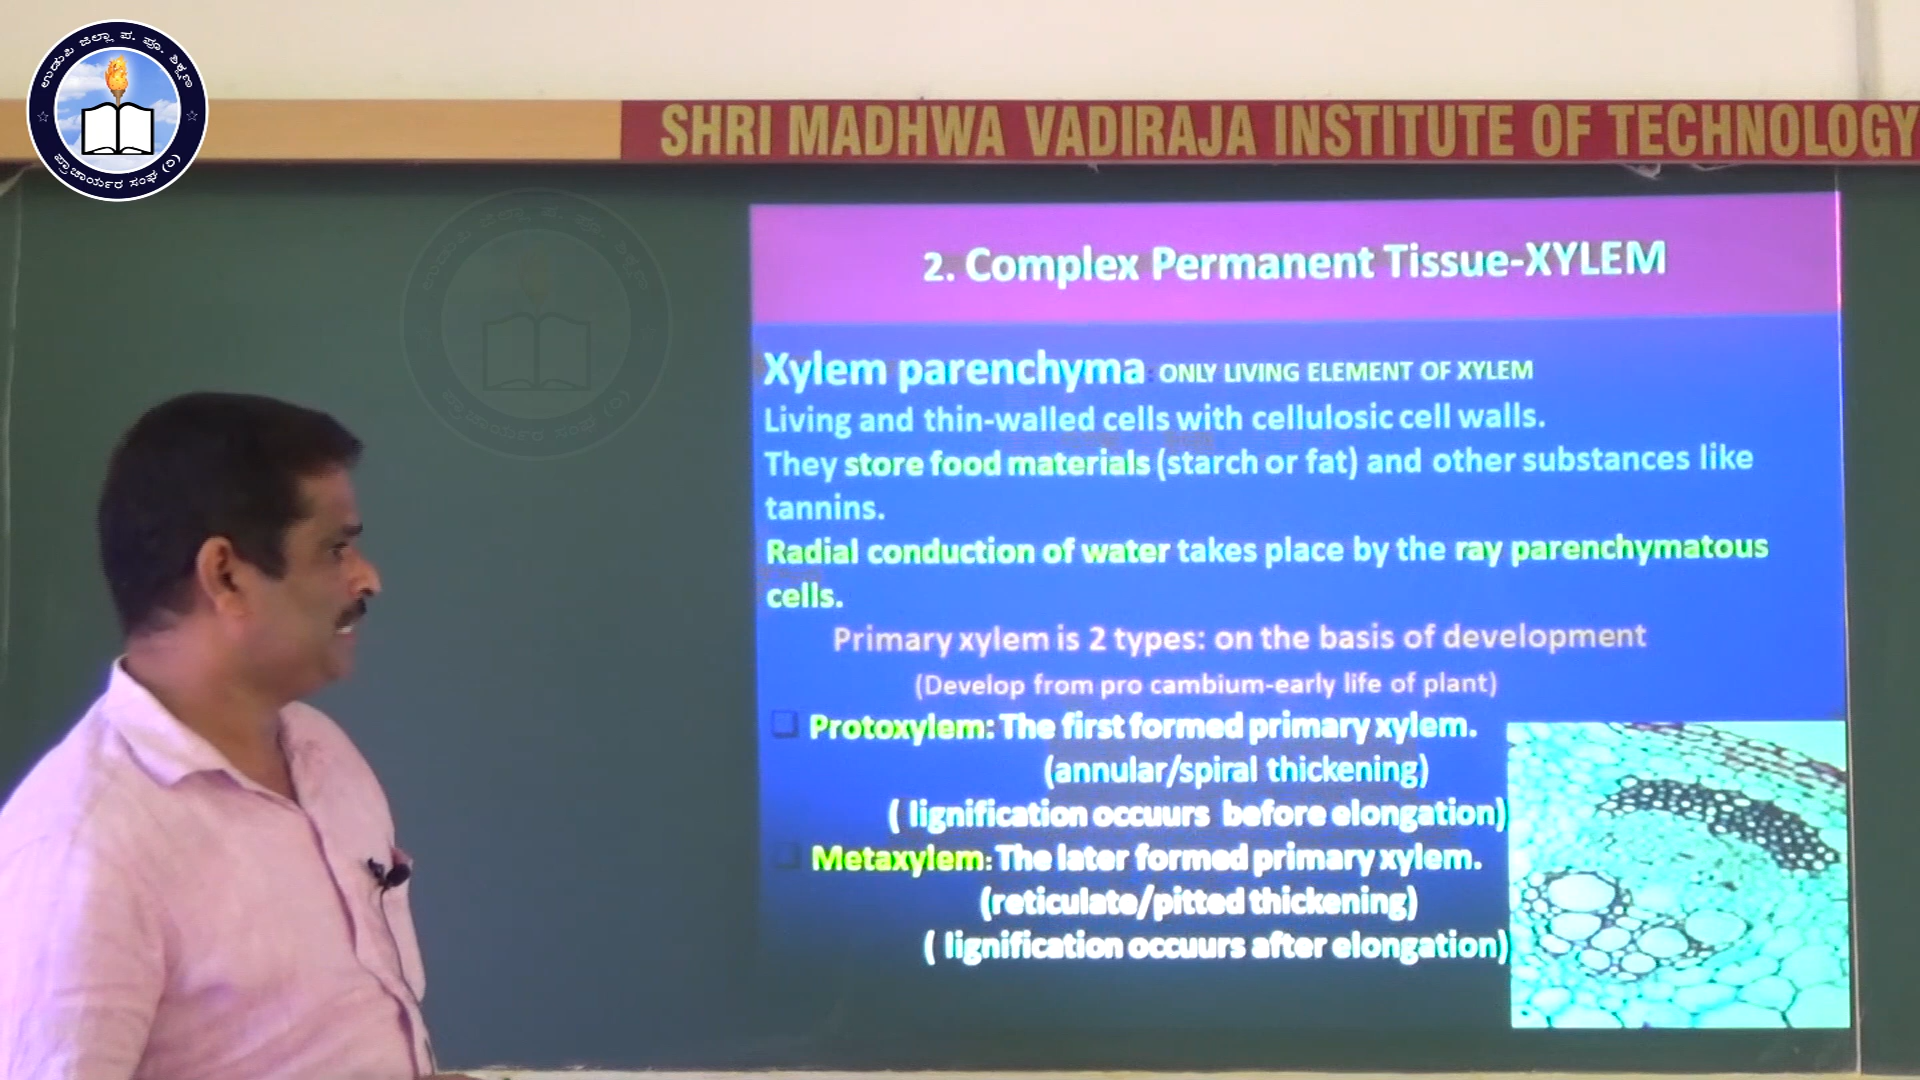 ಉಡುಪಿ ಜಿಲ್ಲಾ ಪ. ಪೂ. ಶಿಕ್ಷಣ
ಪ್ರಾಚಾರ್ಯರ ಸಂಘ (ರಿ)
SHRI MADHWA VADIRAJA INSTITUTE OF TECHNOLOGY
2. Complex Permanent Tissue-XYLEM
Xylem parenchyma: ONLY LIVING ELEMENT OF XYLEM
Living and thin-walled cells with cellulosic cell walls.
They store food materials (starch or fat) and other substances like
tannins.
Radial conduction of water takes place by the ray parenchymatous
cells.
Primary xylem is 2 types: on the basis of development
(Develop from pro cambium-early life of plant)
Protoxylem: The first formed primary xylem.
(annular/spiral thickening)
( lignification occuurs before elongation)
Metaxylem: The later formed primary xylem.
(reticulate/pitted thickening)
( lignification occuurs after elongation)